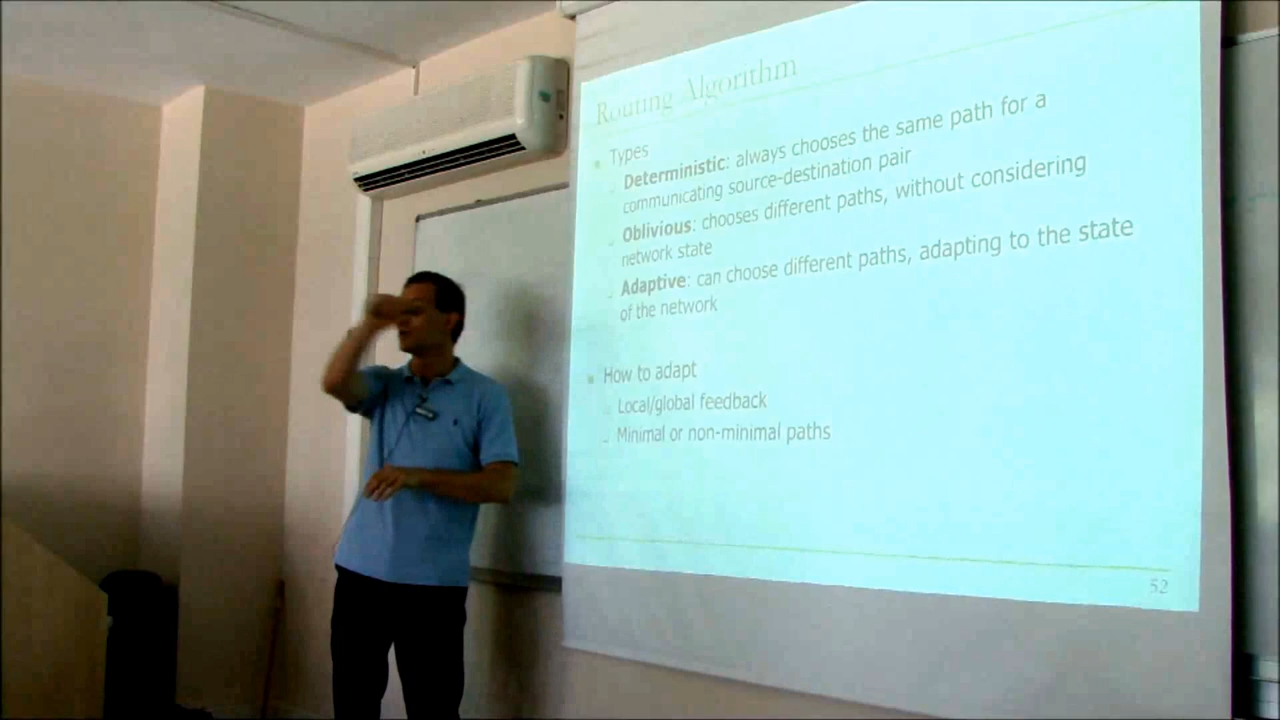 Routing Algorithm
Types
Deterministic: always chooses the same path for a
communicating source-destination pair
Oblivious: chooses different paths, without considering
network state
Adaptive: can choose different paths, adapting to the state
of the network
How to adapt
Local/global feedback
Minimal or non-minimal paths
52